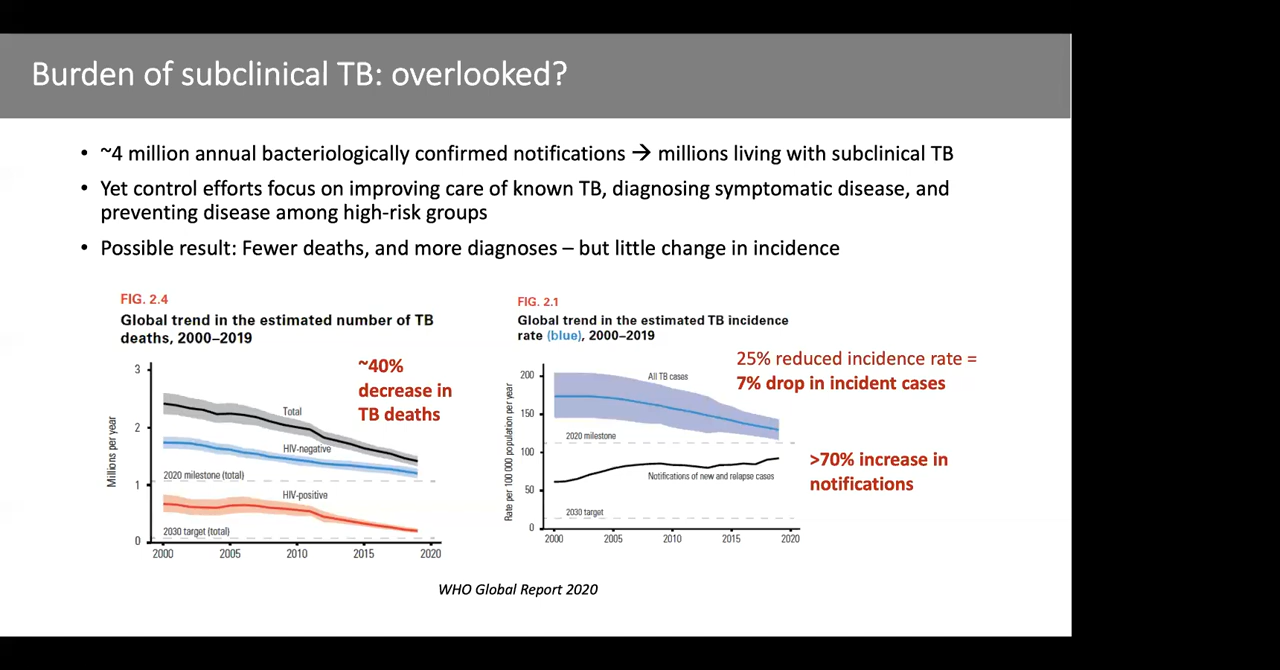 Burden of subclinical TB: overlooked?
• ~4 million annual bacteriologically confirmed notifications → millions living with subclinical TB
• Yet control efforts focus on improving care of known TB, diagnosing symptomatic disease, and
preventing disease among high-risk groups
• Possible result: Fewer deaths, and more diagnoses – but little change in incidence
FIG. 2.4
Global trend in the estimated number of TB
deaths, 2000–2019
~40%
decrease in
TB deaths
Millions per year
3
2
1
0
Total
HIV-negative
2020 milestone (total)
HIV-positive
2030 target (total)
2000 2005 2010 2015 2020
FIG. 2.1
Global trend in the estimated TB incidence
rate (blue), 2000–2019
25% reduced incidence rate =
7% drop in incident cases
>70% increase in
notifications
Rate per 100 000 population per year
200
150
100
50
0
All TB cases
2020 milestone
Notifications of new and relapse cases
2030 target
2000 2005 2010 2015 2020
WHO Global Report 2020